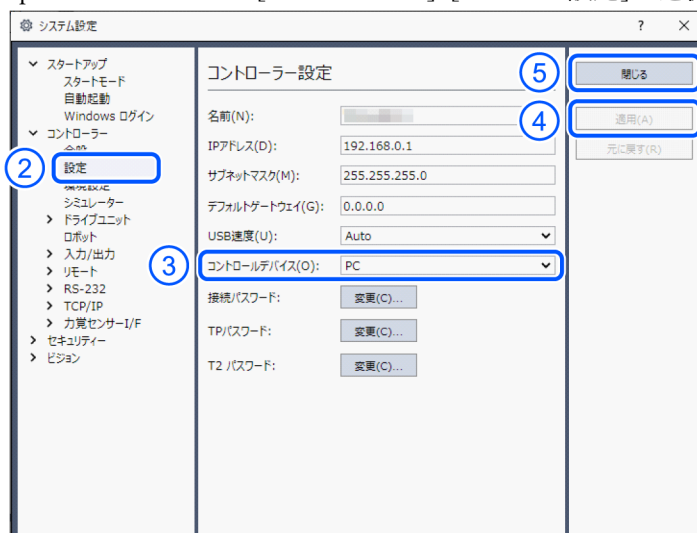 システム設定
? ×
スタートアップ
スタートモード
自動起動
Windows ログイン
コントローラー
② 設定
環境設定
シミュレーター
ドライブユニット
ロボット
入力/出力
リモート
RS-232
TCP/IP
力覚センサーI/F
セキュリティー
ビジョン
コントローラー設定
名前(N):
IPアドレス(D): 192.168.0.1
サブネットマスク(M): 255.255.255.0
デフォルトゲートウェイ(G): 0.0.0.0
USB速度(U): Auto
③ コントロールデバイス(O): PC
接続パスワード: 変更(C)...
TPパスワード: 変更(C)...
T2 パスワード: 変更(C)...
⑤ 閉じる
④ 適用(A)
元に戻す(R)